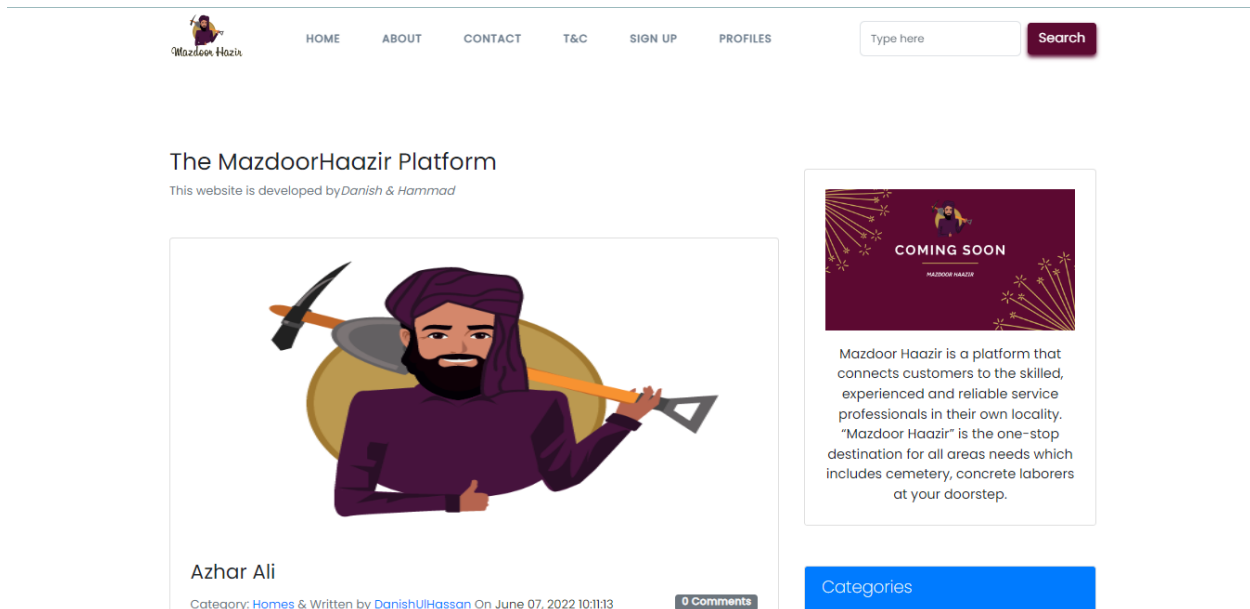 Mazdoor Hazir
HOME ABOUT CONTACT T&C SIGN UP PROFILES
Type here
Search
The MazdoorHaazir Platform
This website is developed byDanish & Hammad
Azhar Ali
Category: Homes & Written by DanishUlHassan On June 07, 2022 10:11:13
0 Comments
COMING SOON
MAZDOOR HAAZIR
Mazdoor Haazir is a platform that
connects customers to the skilled,
experienced and reliable service
professionals in their own locality.
“Mazdoor Haazir” is the one-stop
destination for all areas needs which
includes cemetery, concrete laborers
at your doorstep.
Categories